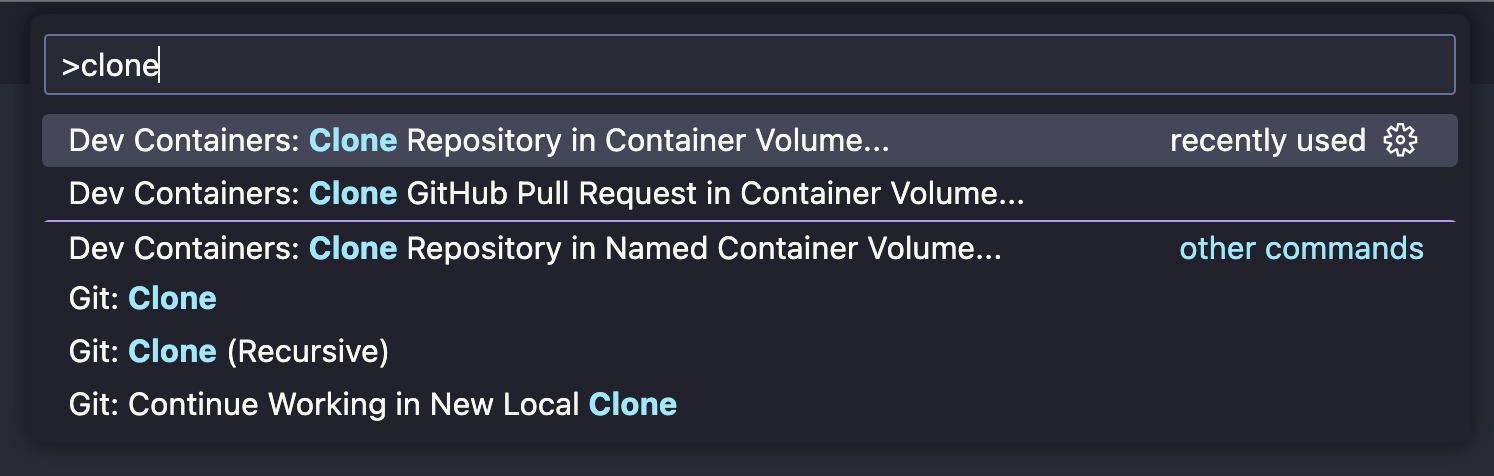 >clone
Dev Containers: Clone Repository in Container Volume... recently used
Dev Containers: Clone GitHub Pull Request in Container Volume...
Dev Containers: Clone Repository in Named Container Volume... other commands
Git: Clone
Git: Clone (Recursive)
Git: Continue Working in New Local Clone